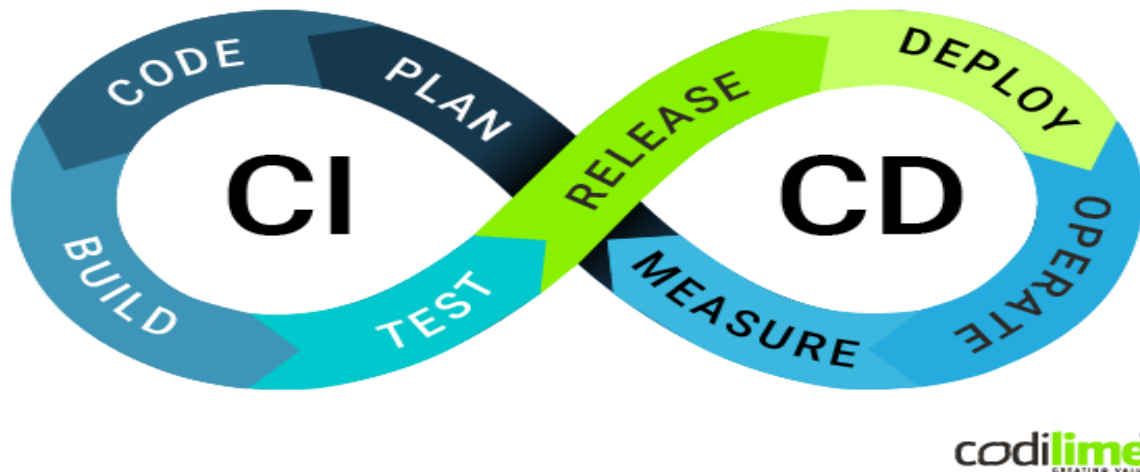 CODE
PLAN
RELEASE
DEPLOY
CI
CD
BUILD
TEST
MEASURE
OPERATE
codilime